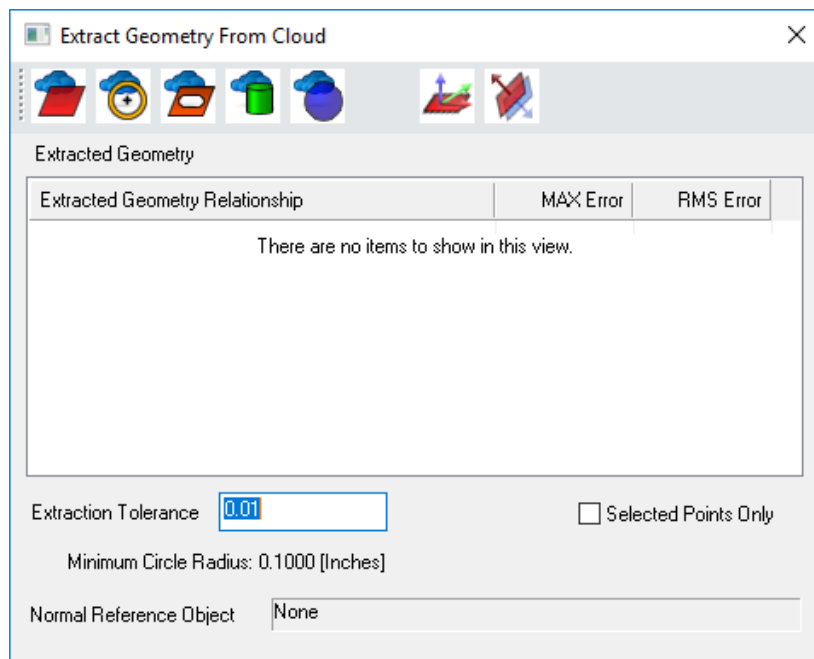 Extract Geometry From Cloud
Extracted Geometry
Extracted Geometry Relationship MAX Error RMS Error
There are no items to show in this view.
Extraction Tolerance 0.01 Selected Points Only
Minimum Circle Radius: 0.1000 [Inches]
Normal Reference Object None